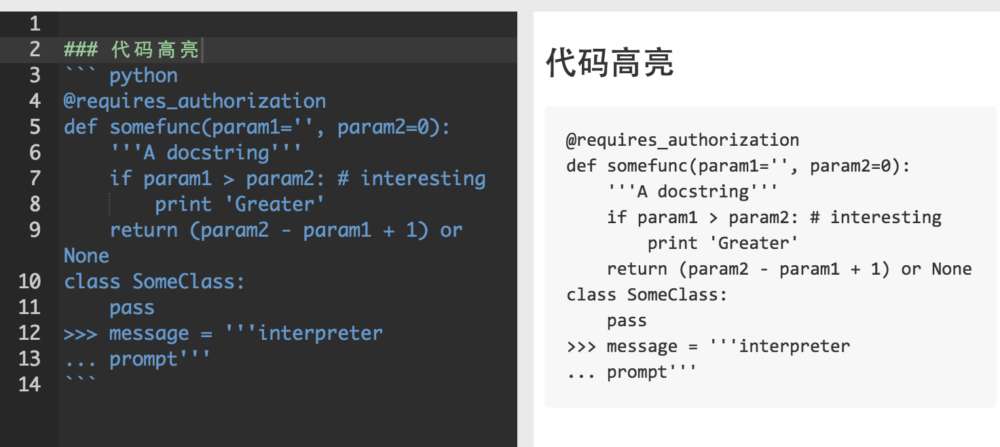 1
2 ### 代码高亮
3 ``` python
4 @requires_authorization
5 def somefunc(param1='', param2=0):
6     '''A docstring'''
7     if param1 > param2: # interesting
8         print 'Greater'
9     return (param2 - param1 + 1) or
None
10 class SomeClass:
11     pass
12 >>> message = '''interpreter
13 ... prompt'''
14 ```
代码高亮
@requires_authorization
def somefunc(param1='', param2=0):
    '''A docstring'''
    if param1 > param2: # interesting
        print 'Greater'
    return (param2 - param1 + 1) or None
class SomeClass:
    pass
>>> message = '''interpreter
... prompt'''